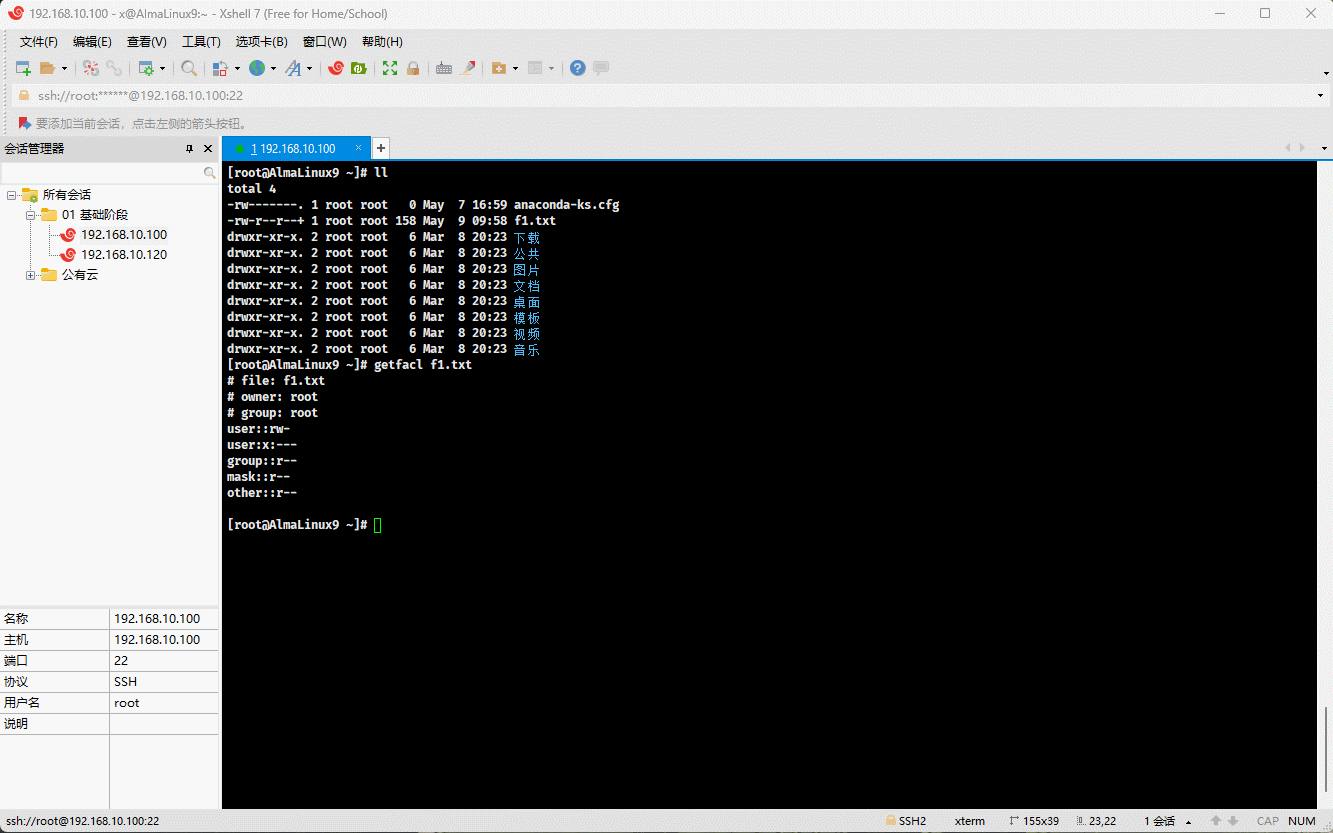 192.168.10.100 - x@AlmaLinux9:~ - Xshell 7 (Free for Home/School)
文件(F) 编辑(E) 查看(V) 工具(T) 选项卡(B) 窗口(W) 帮助(H)
ssh://root:******@192.168.10.100:22
要添加当前会话，点击左侧的箭头按钮。
会话管理器
所有会话
01 基础阶段
192.168.10.100
192.168.10.120
公有云
名称 192.168.10.100
主机 192.168.10.100
端口 22
协议 SSH
用户名 root
说明
1 192.168.10.100
[root@AlmaLinux9 ~]# ll
total 4
-rw-------. 1 root root   0 May  7 16:59 anaconda-ks.cfg
-rw-r--r--+ 1 root root 158 May  9 09:58 f1.txt
drwxr-xr-x. 2 root root   6 Mar  8 20:23 下载
drwxr-xr-x. 2 root root   6 Mar  8 20:23 公共
drwxr-xr-x. 2 root root   6 Mar  8 20:23 图片
drwxr-xr-x. 2 root root   6 Mar  8 20:23 文档
drwxr-xr-x. 2 root root   6 Mar  8 20:23 桌面
drwxr-xr-x. 2 root root   6 Mar  8 20:23 模板
drwxr-xr-x. 2 root root   6 Mar  8 20:23 视频
drwxr-xr-x. 2 root root   6 Mar  8 20:23 音乐
[root@AlmaLinux9 ~]# getfacl f1.txt
# file: f1.txt
# owner: root
# group: root
user::rw-
user:x:---
group::r--
mask::r--
other::r--
[root@AlmaLinux9 ~]#
ssh://root@192.168.10.100:22 SSH2 xterm 155x39 23,22 1 会话 CAP NUM